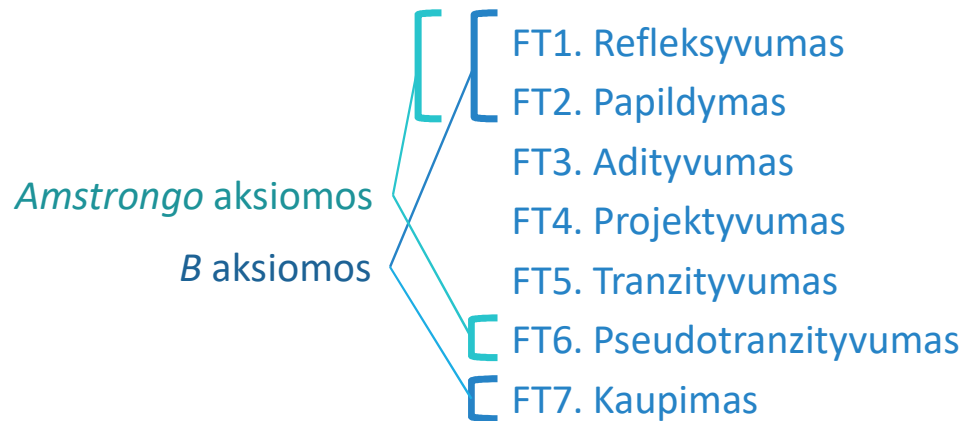 FT1. Refleksyvumas
FT2. Papildymas
FT3. Adityvumas
Amstrongo aksiomos
FT4. Projektyvumas
B aksiomos
FT5. Tranzityvumas
FT6. Pseudotranzityvumas
FT7. Kaupimas